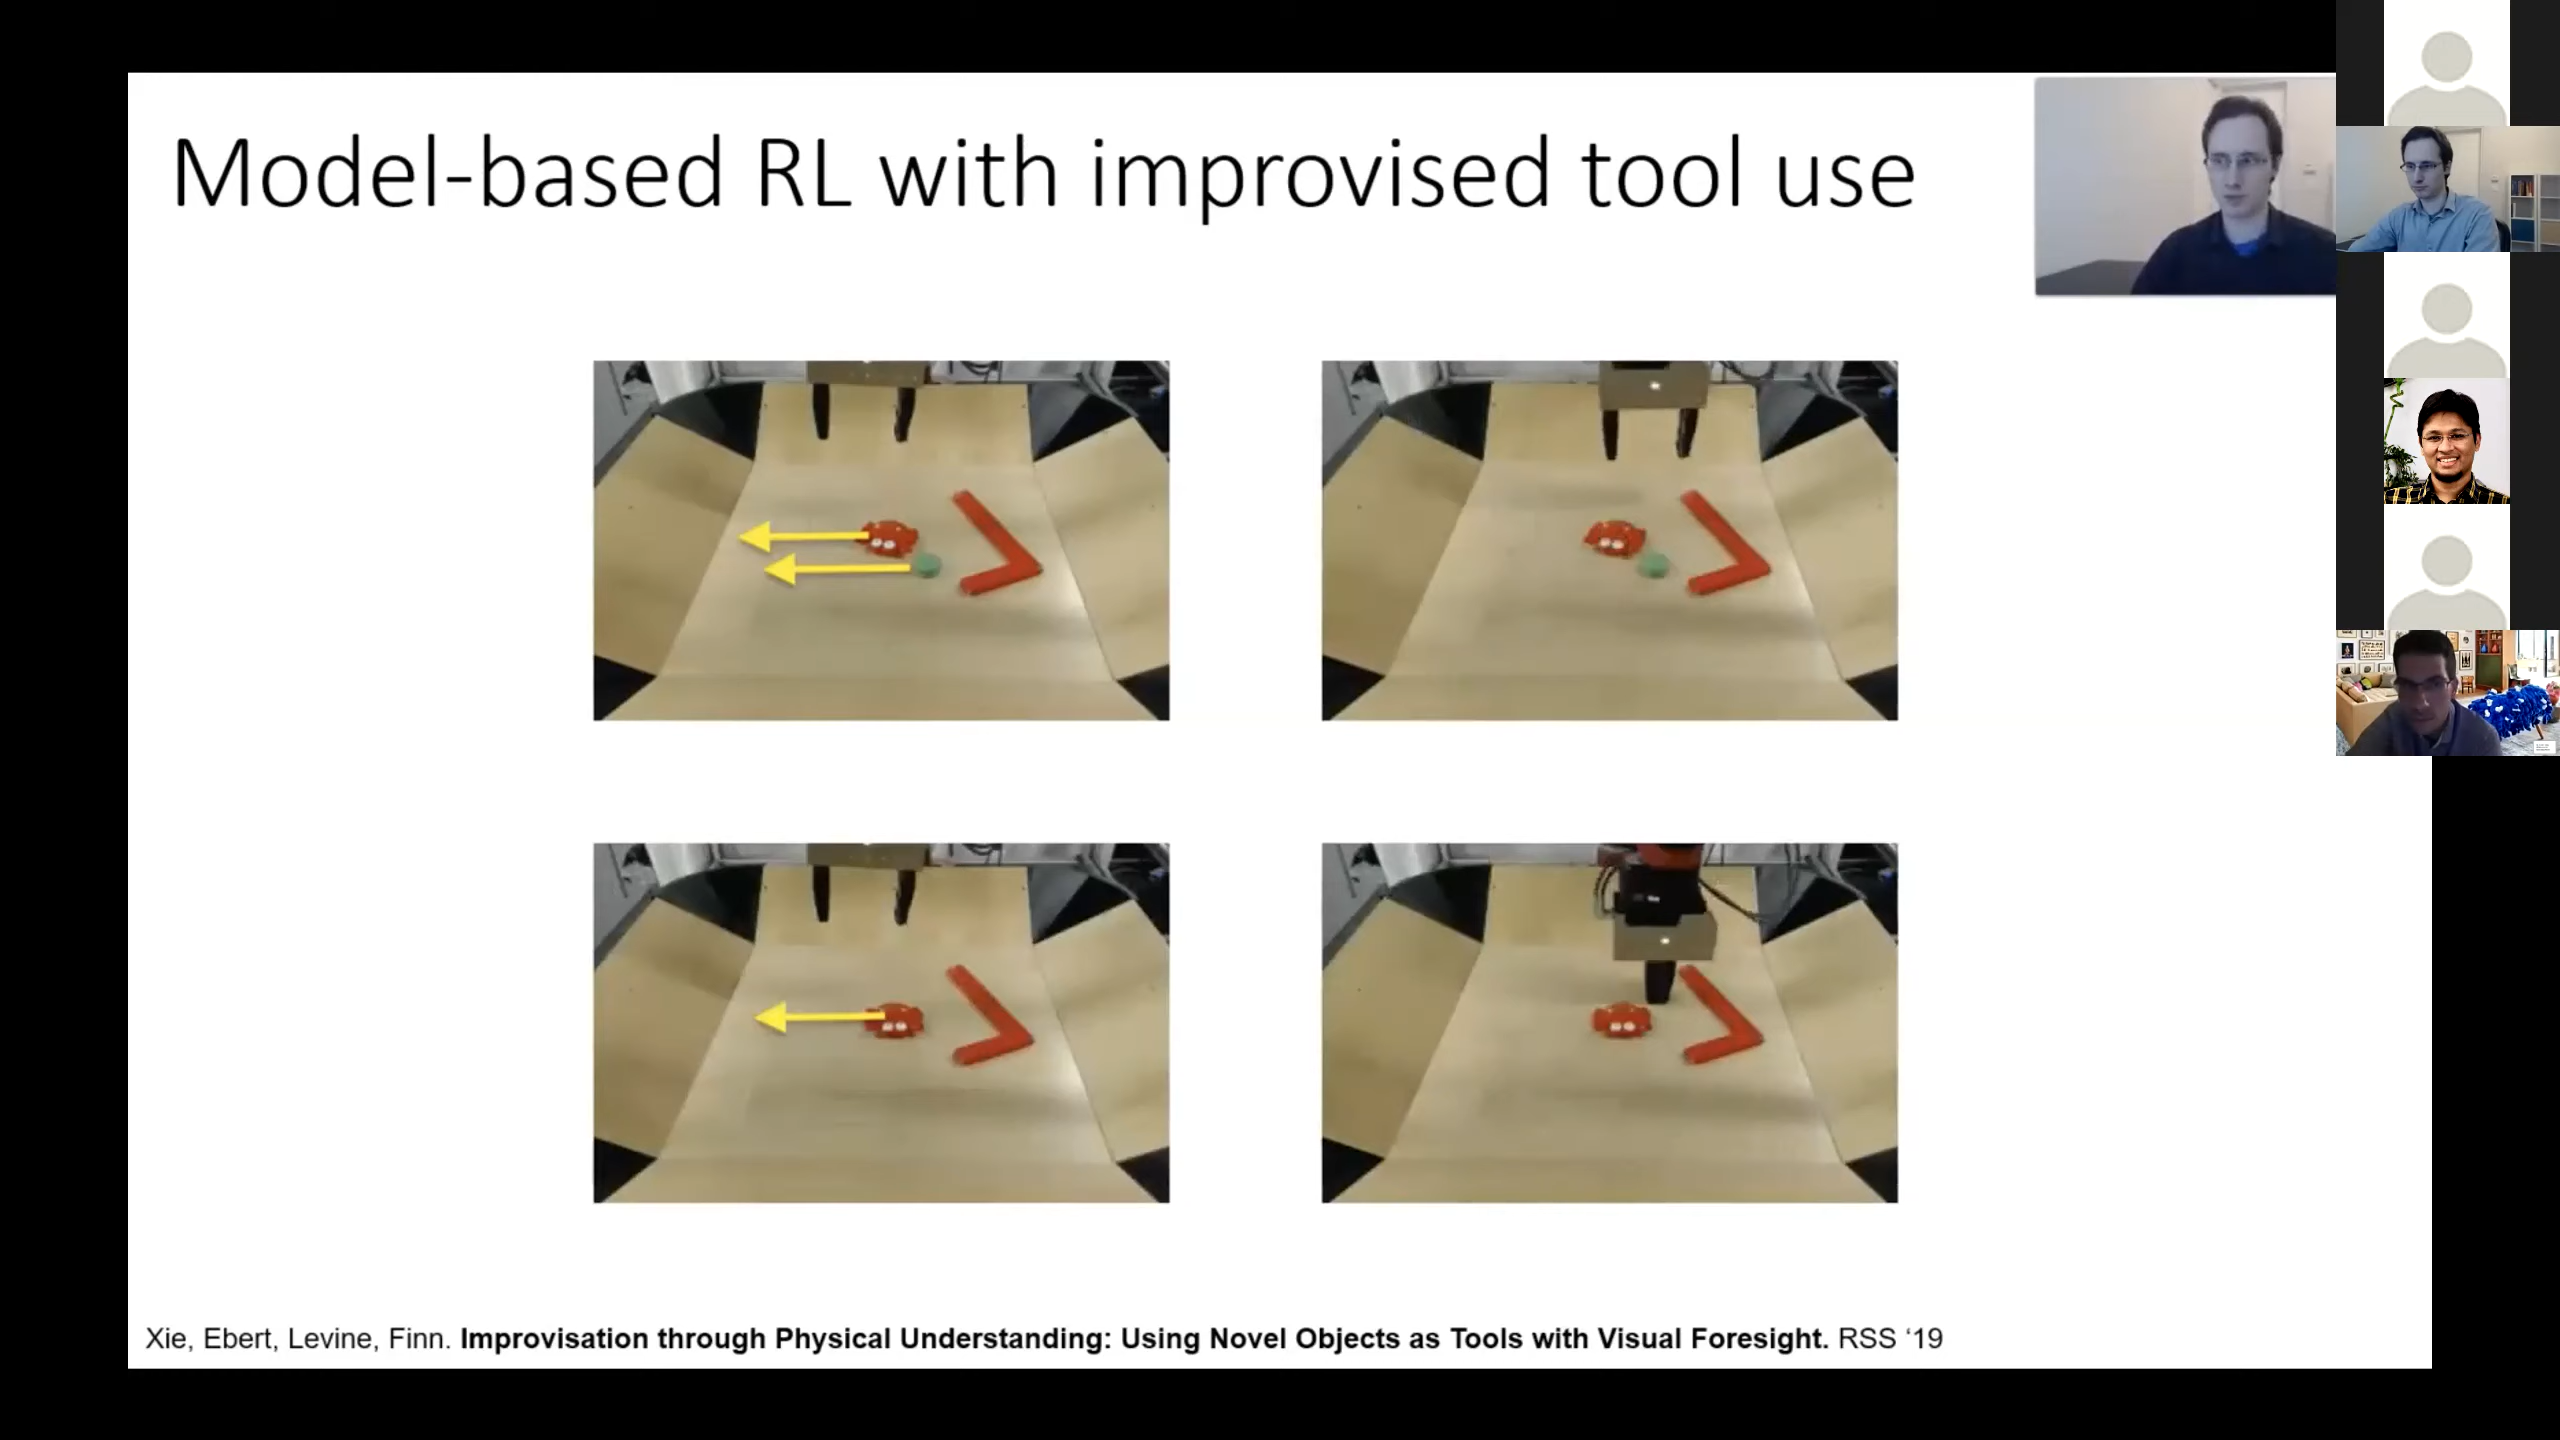 Model-based RL with improvised tool use
Xie, Ebert, Levine, Finn. Improvisation through Physical Understanding: Using Novel Objects as Tools with Visual Foresight. RSS ‘19